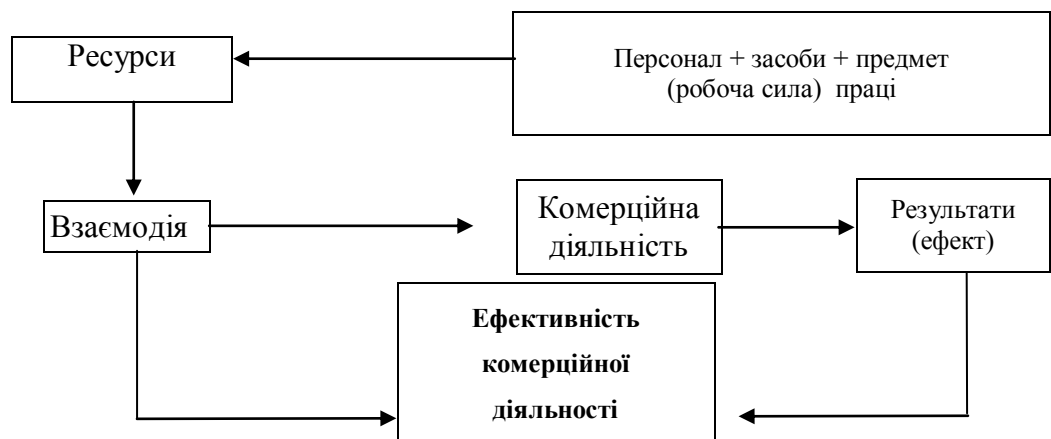 Ресурси
Персонал + засоби + предмет
(робоча сила) праці
Взаємодія
Комерційна
діяльність
Результати
(ефект)
Ефективність
комерційної
діяльності